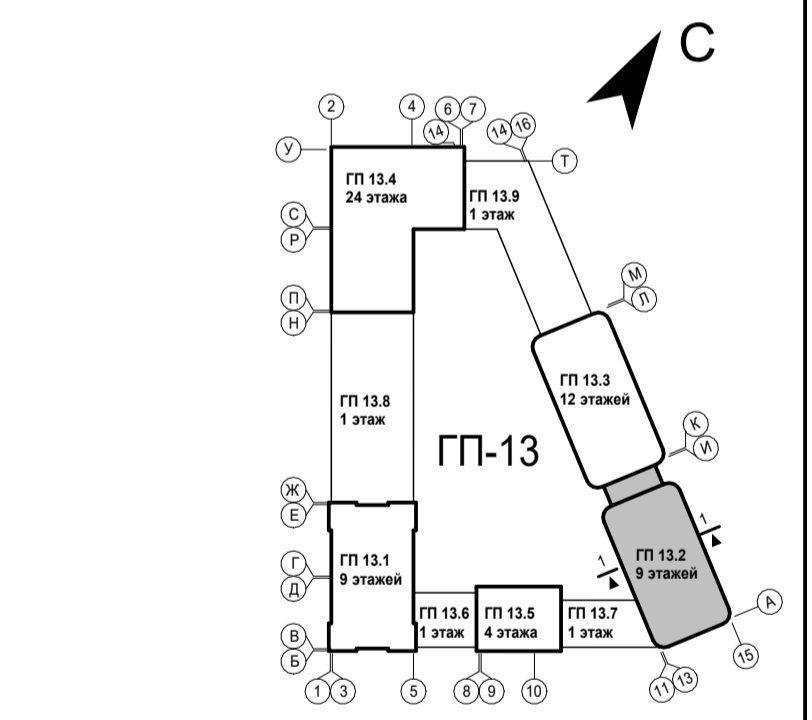 С
2
4
6
7
14
14
16
У
Т
ГП 13.4
24 этажа
ГП 13.9
1 этаж
С
Р
М
Л
П
Н
ГП 13.3
12 этажей
ГП 13.8
1 этаж
К
И
ГП-13
Ж
Е
1
ГП 13.1
9 этажей
ГП 13.2
9 этажей
1
Г
Д
А
ГП 13.6
1 этаж
ГП 13.5
4 этажа
ГП 13.7
1 этаж
В
Б
15
1
3
5
8
9
10
11
13